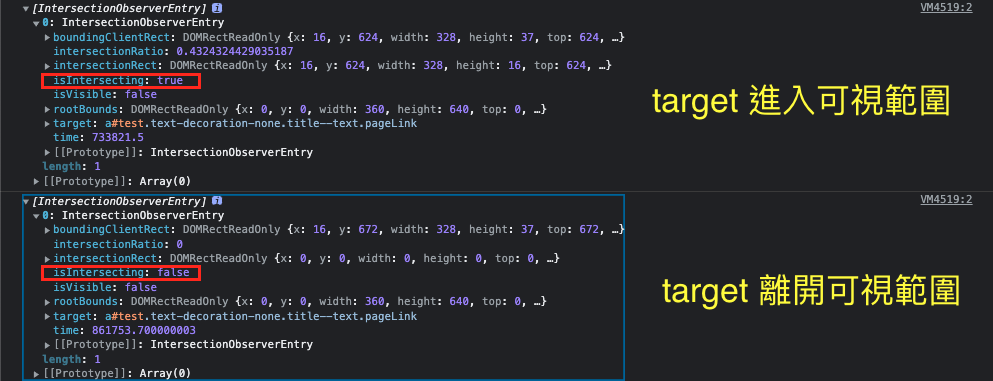 [IntersectionObserverEntry] i
VM4519:2
0: IntersectionObserverEntry
boundingClientRect: DOMRectReadOnly {x: 16, y: 624, width: 328, height: 37, top: 624, …}
intersectionRatio: 0.4324324429035187
intersectionRect: DOMRectReadOnly {x: 16, y: 624, width: 328, height: 16, top: 624, …}
isIntersecting: true
isVisible: false
rootBounds: DOMRectReadOnly {x: 0, y: 0, width: 360, height: 640, top: 0, …}
target: a#test.text-decoration-none.title--text.pageLink
time: 733821.5
[[Prototype]]: IntersectionObserverEntry
length: 1
[[Prototype]]: Array(0)
target 進入可視範圍
[IntersectionObserverEntry] i
VM4519:2
0: IntersectionObserverEntry
boundingClientRect: DOMRectReadOnly {x: 16, y: 672, width: 328, height: 37, top: 672, …}
intersectionRatio: 0
intersectionRect: DOMRectReadOnly {x: 0, y: 0, width: 0, height: 0, top: 0, …}
isIntersecting: false
isVisible: false
rootBounds: DOMRectReadOnly {x: 0, y: 0, width: 360, height: 640, top: 0, …}
target: a#test.text-decoration-none.title--text.pageLink
time: 861753.700000003
[[Prototype]]: IntersectionObserverEntry
length: 1
[[Prototype]]: Array(0)
target 離開可視範圍